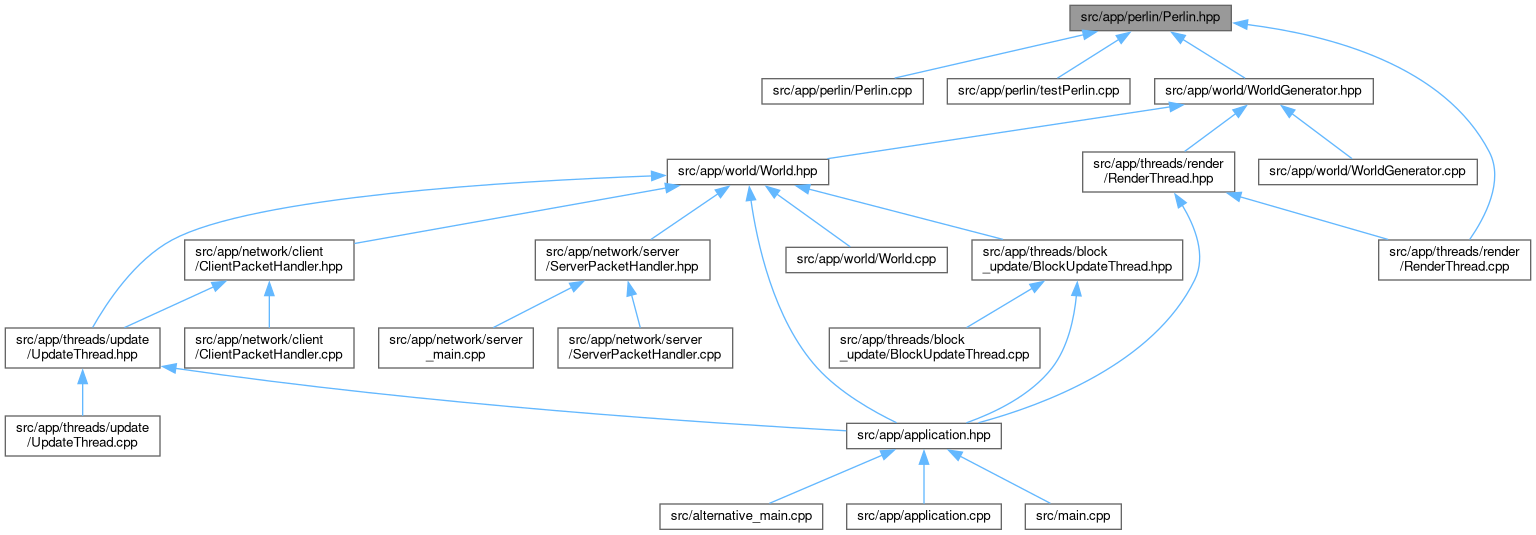 src/app/perlin/Perlin.hpp
src/app/perlin/Perlin.cpp
src/app/perlin/testPerlin.cpp
src/app/world/WorldGenerator.hpp
src/app/world/World.hpp
src/app/threads/render
/RenderThread.hpp
src/app/world/WorldGenerator.cpp
src/app/network/client
/ClientPacketHandler.hpp
src/app/network/server
/ServerPacketHandler.hpp
src/app/world/World.cpp
src/app/threads/block
_update/BlockUpdateThread.hpp
src/app/threads/render
/RenderThread.cpp
src/app/threads/update
/UpdateThread.hpp
src/app/network/client
/ClientPacketHandler.cpp
src/app/network/server
_main.cpp
src/app/network/server
/ServerPacketHandler.cpp
src/app/threads/block
_update/BlockUpdateThread.cpp
src/app/threads/update
/UpdateThread.cpp
src/app/application.hpp
src/alternative_main.cpp
src/app/application.cpp
src/main.cpp